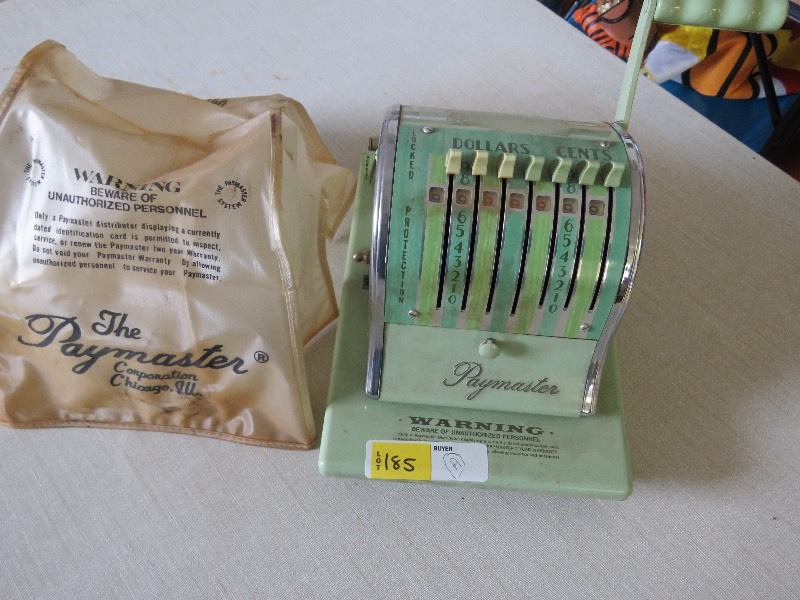 THE PAYMASTER SYSTEM
WARNING
BEWARE OF
UNAUTHORIZED PERSONNEL
THE PAYMASTER SYSTEM
Only a Paymaster distributor displaying a currently
dated identification card is permitted to inspect,
service, or renew the Paymaster two year Warranty.
Do not void your Paymaster Warranty by allowing
unauthorized personnel to service your Paymaster.
The
Paymaster®
Corporation
Chicago, Ill.
LOCKED
PROTECTION
DOLLARS CENTS
8 8
6 6
5 5
4 4
3 3
2 2
1 1
0 0
Paymaster
WARNING
BEWARE OF UNAUTHORIZED PERSONNEL
LOT
185
BUYER